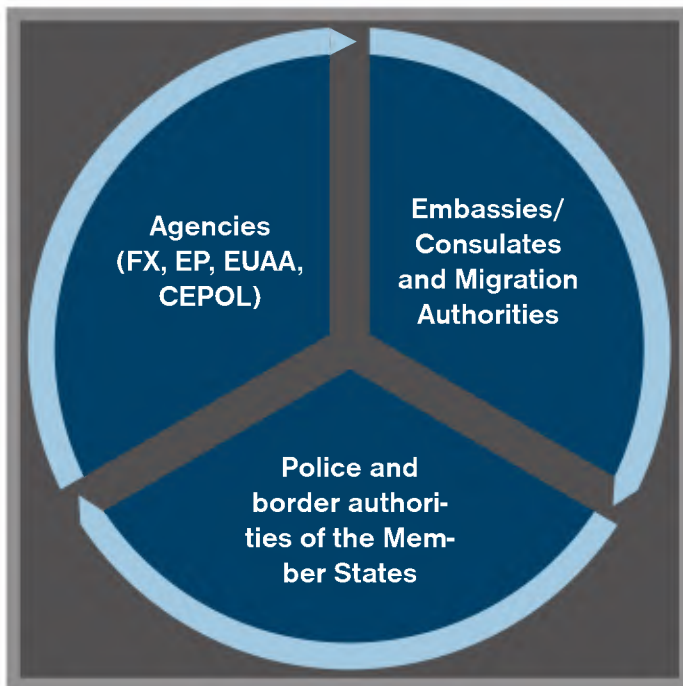 Agencies
(FX, EP, EUAA,
CEPOL)
Embassies/
Consulates
and Migration
Authorities
Police and
border authori-
ties of the Mem-
ber States